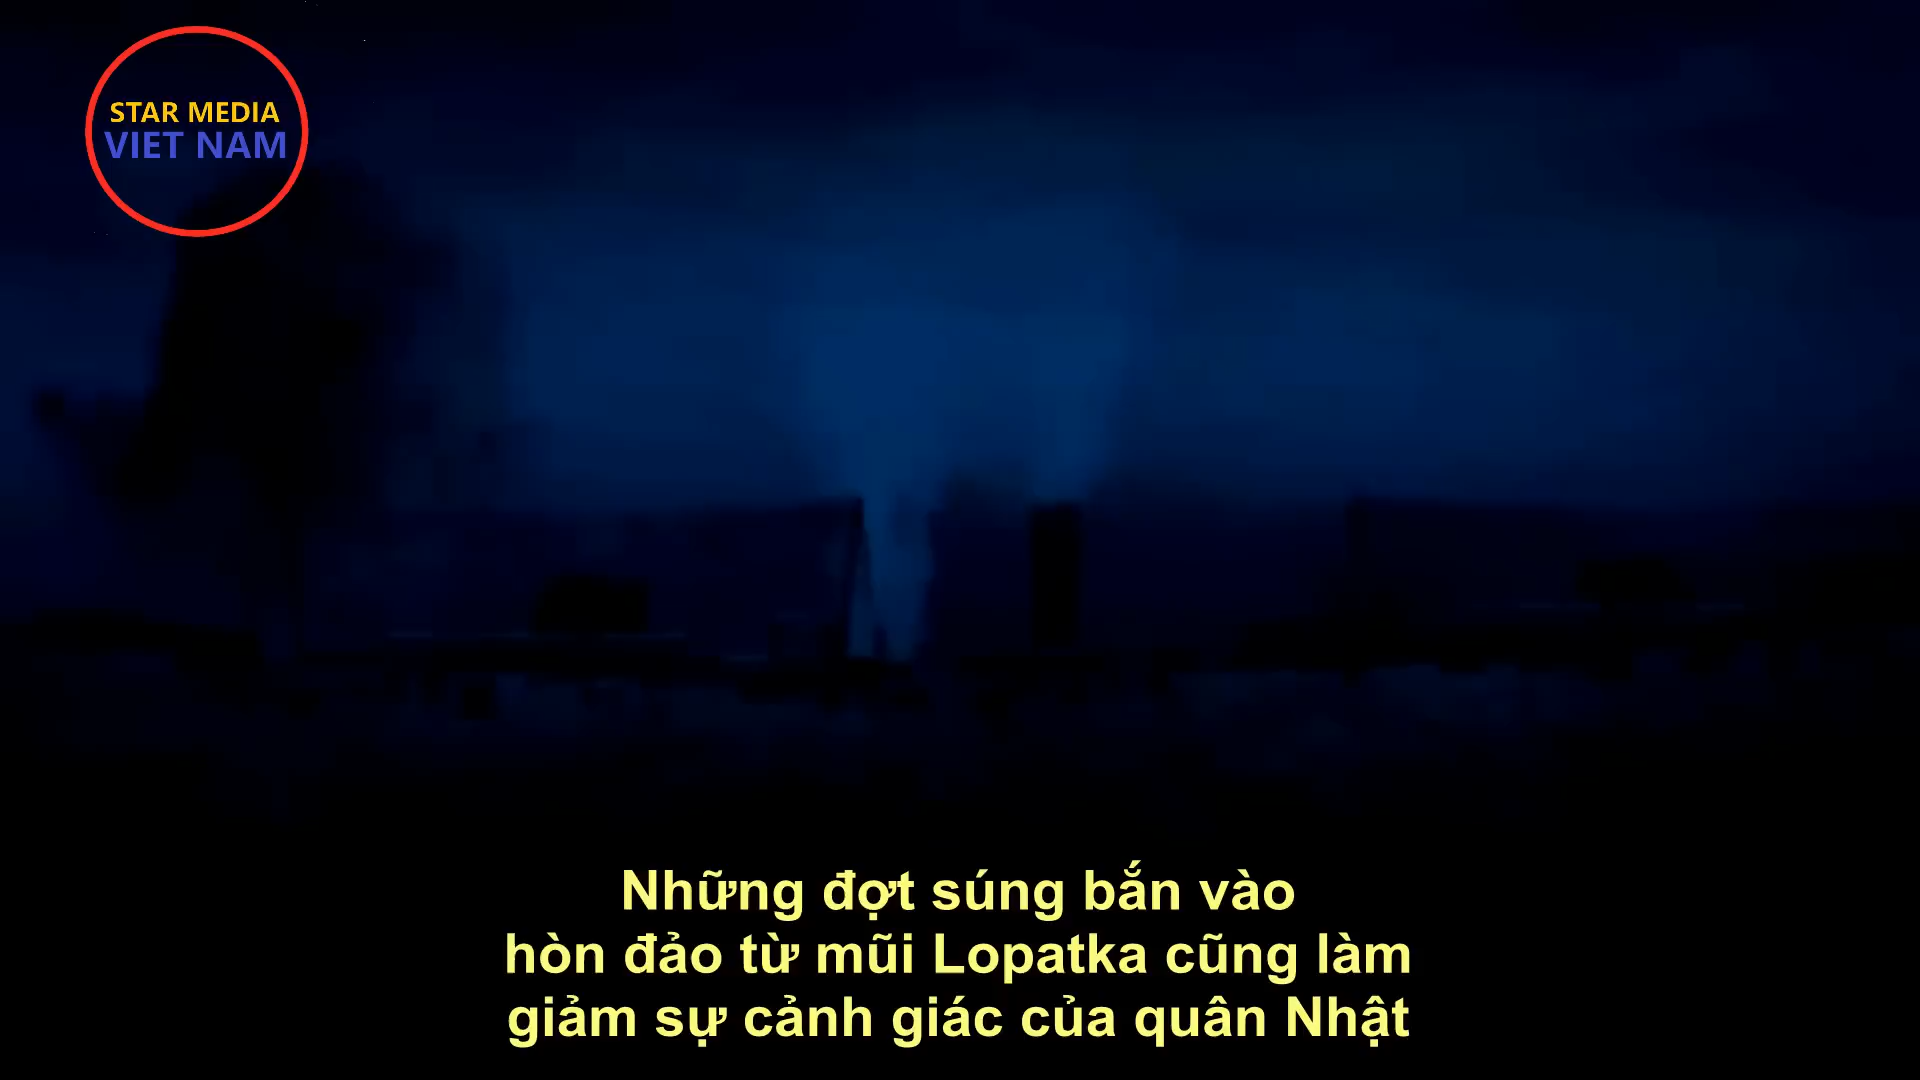 STAR MEDIA
VIET NAM
Những đợt súng bắn vào
hòn đảo từ mũi Lopatka cũng làm
giảm sự cảnh giác của quân Nhật